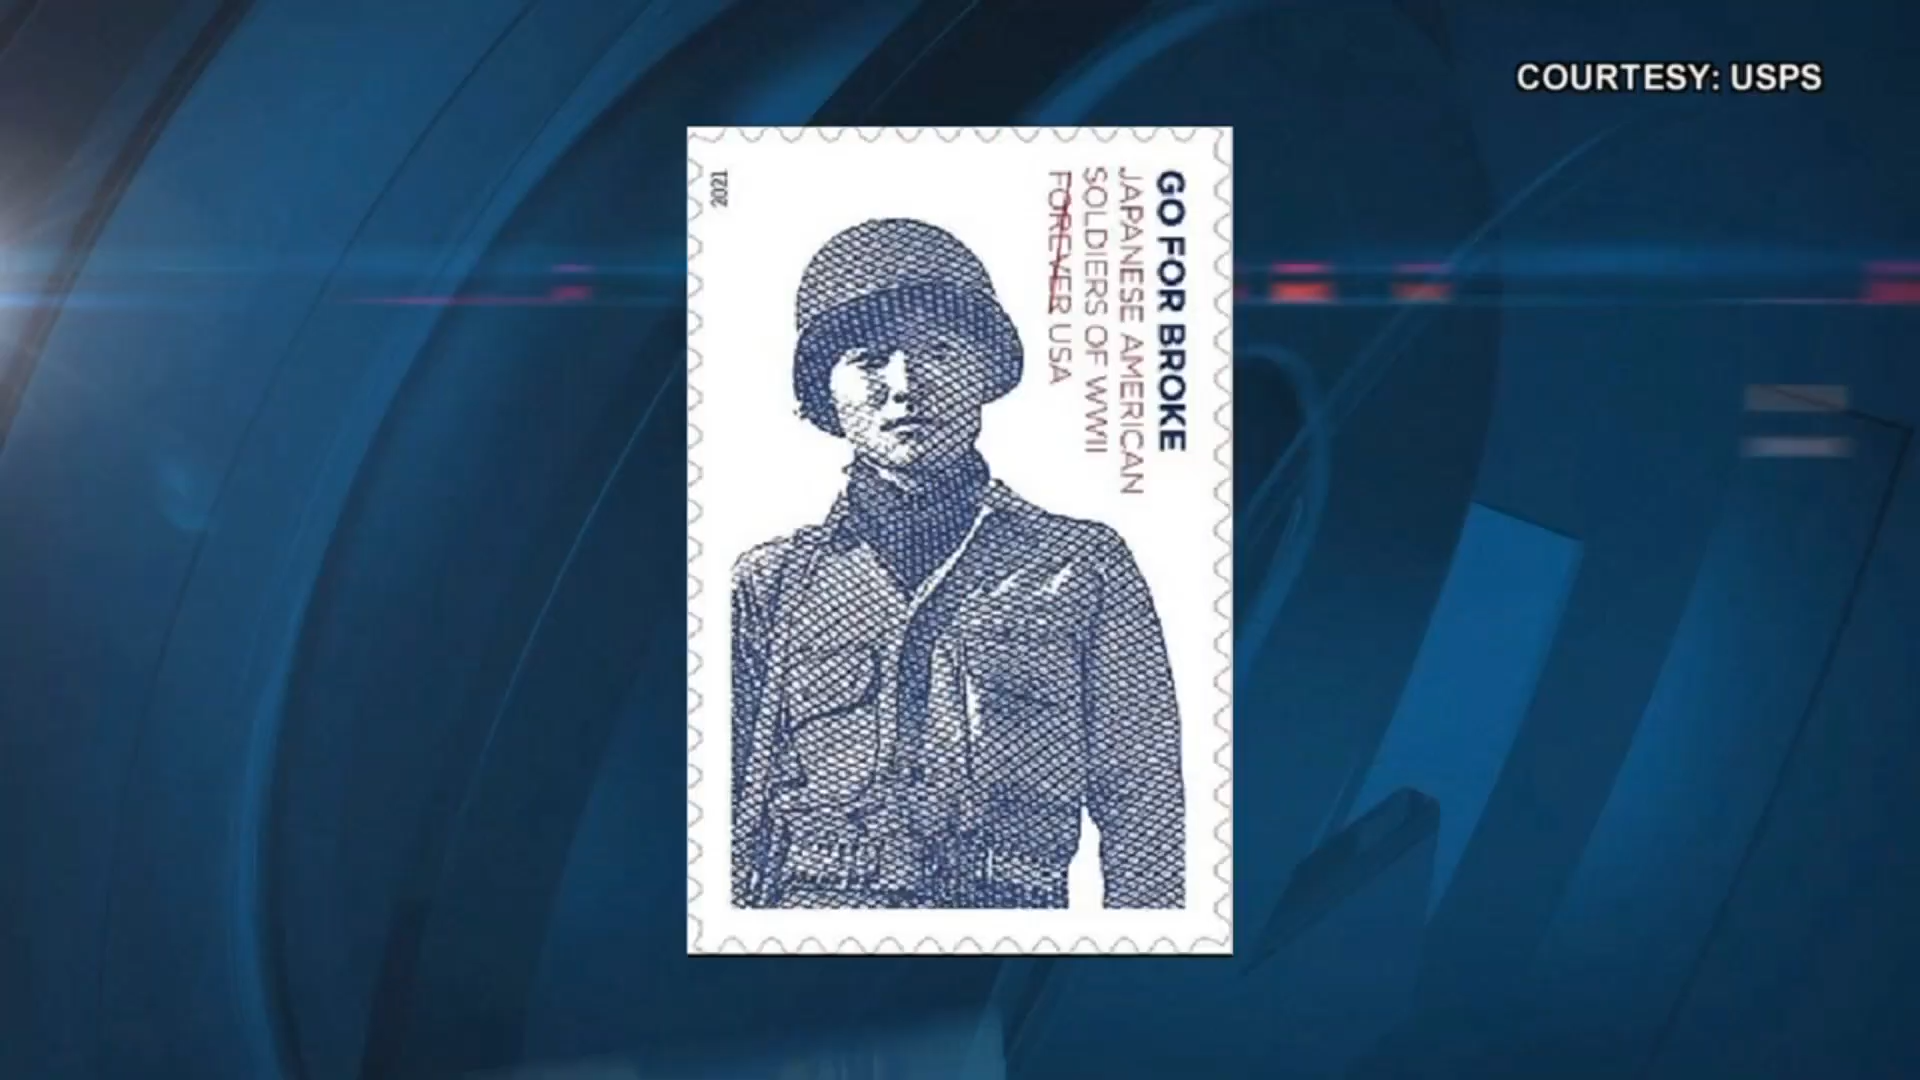 COURTESY: USPS
GO FOR BROKE
JAPANESE AMERICAN
SOLDIERS OF WWII
FOREVER USA
2021